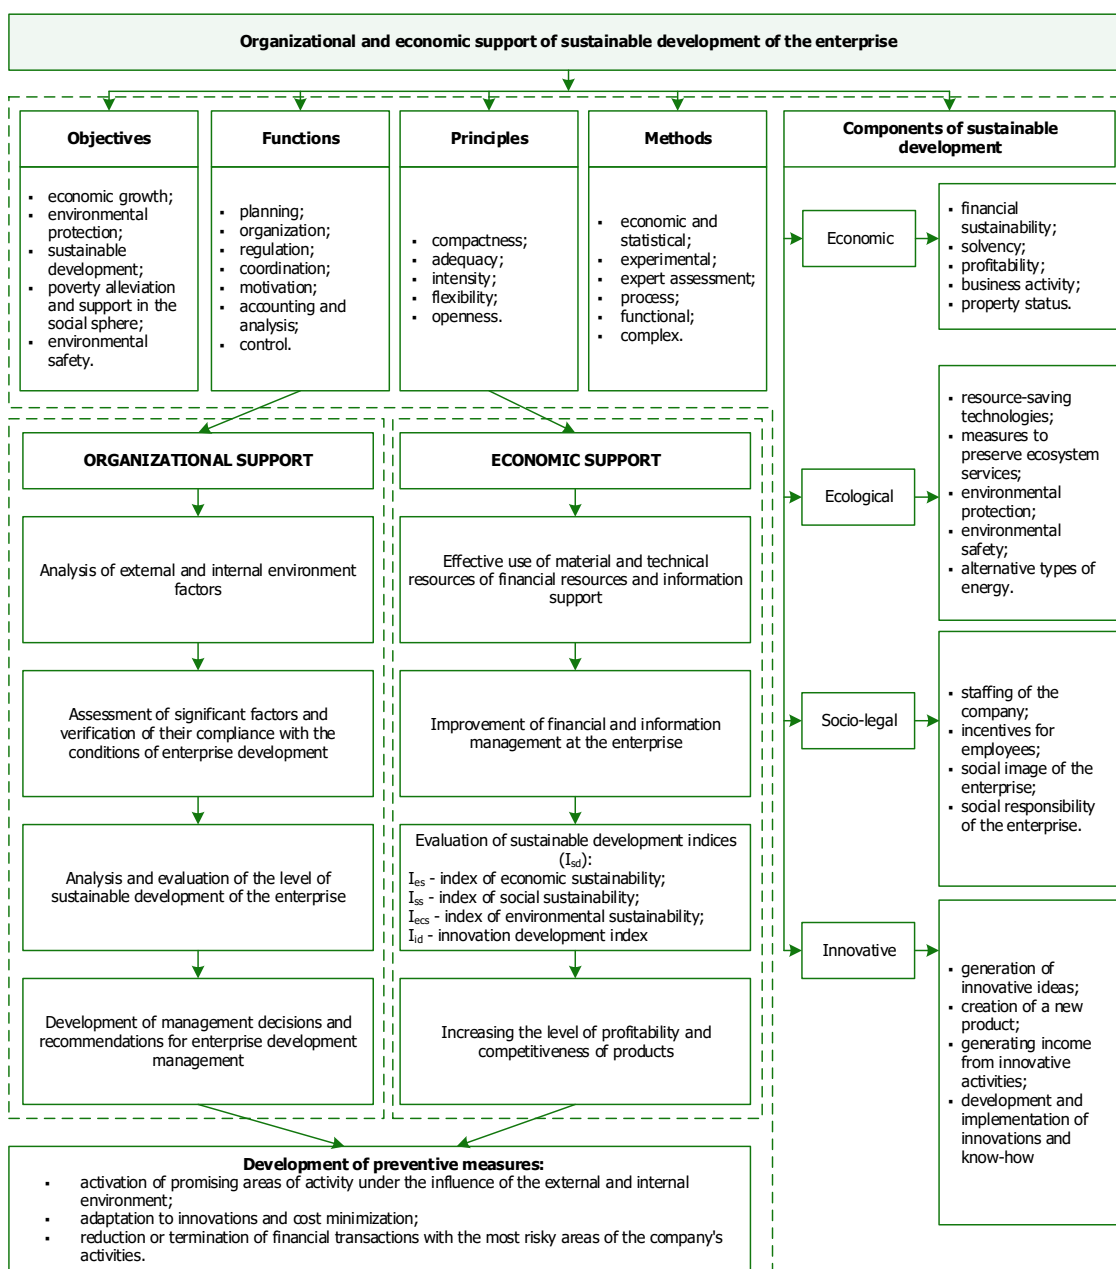 Organizational and economic support of sustainable development of the enterprise
Objectives
▪ economic growth;
▪ environmental
protection;
▪ sustainable
development;
▪ poverty alleviation
and support in the
social sphere;
▪ environmental
safety.
Functions
▪ planning;
▪ organization;
▪ regulation;
▪ coordination;
▪ motivation;
▪ accounting and
analysis;
▪ control.
Principles
▪ compactness;
▪ adequacy;
▪ intensity;
▪ flexibility;
▪ openness.
Methods
▪ economic and
statistical;
▪ experimental;
▪ expert assessment;
▪ process;
▪ functional;
▪ complex.
Components of sustainable
development
Economic
▪ financial
sustainability;
▪ solvency;
▪ profitability;
▪ business activity;
▪ property status.
Ecological
▪ resource-saving
technologies;
▪ measures to
preserve ecosystem
services;
▪ environmental
protection;
▪ environmental
safety;
▪ alternative types of
energy.
Socio-legal
▪ staffing of the
company;
▪ incentives for
employees;
▪ social image of the
enterprise;
▪ social responsibility
of the enterprise.
Innovative
▪ generation of
innovative ideas;
▪ creation of a new
product;
▪ generating income
from innovative
activities;
▪ development and
implementation of
innovations and
know-how
ORGANIZATIONAL SUPPORT
Analysis of external and internal environment
factors
Assessment of significant factors and
verification of their compliance with the
conditions of enterprise development
Analysis and evaluation of the level of
sustainable development of the enterprise
Development of management decisions and
recommendations for enterprise development
management
ECONOMIC SUPPORT
Effective use of material and technical
resources of financial resources and information
support
Improvement of financial and information
management at the enterprise
Evaluation of sustainable development indices
(I_sd):
I_es - index of economic sustainability;
I_ss - index of social sustainability;
I_ecs - index of environmental sustainability;
I_id - innovation development index
Increasing the level of profitability and
competitiveness of products
Development of preventive measures:
▪ activation of promising areas of activity under the influence of the external and internal
environment;
▪ adaptation to innovations and cost minimization;
▪ reduction or termination of financial transactions with the most risky areas of the company's
activities.